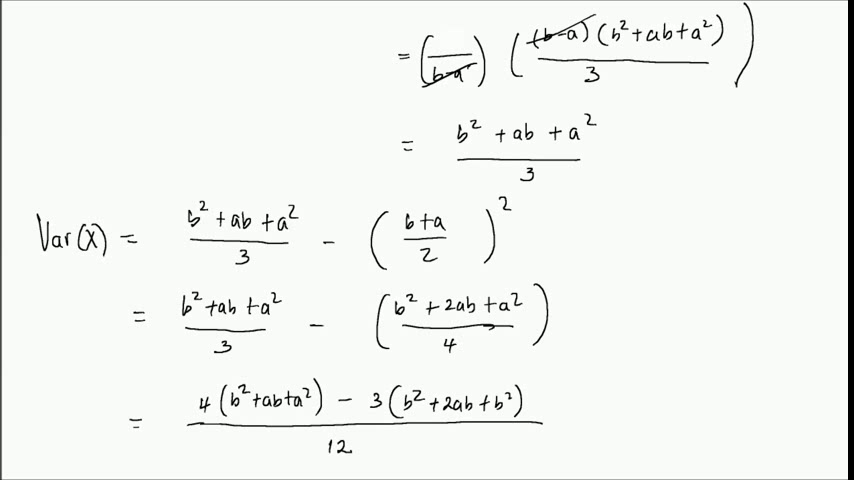 = (1/(b-a)) ( (b-a)(b²+ab+a²) / 3 )
= (b² + ab + a²) / 3
Var(X) = (b² + ab + a²) / 3 - ( (b+a) / 2 )²
= (b² + ab + a²) / 3 - ( (b² + 2ab + a²) / 4 )
= ( 4(b²+ab+a²) - 3(b²+2ab+b²) ) / 12